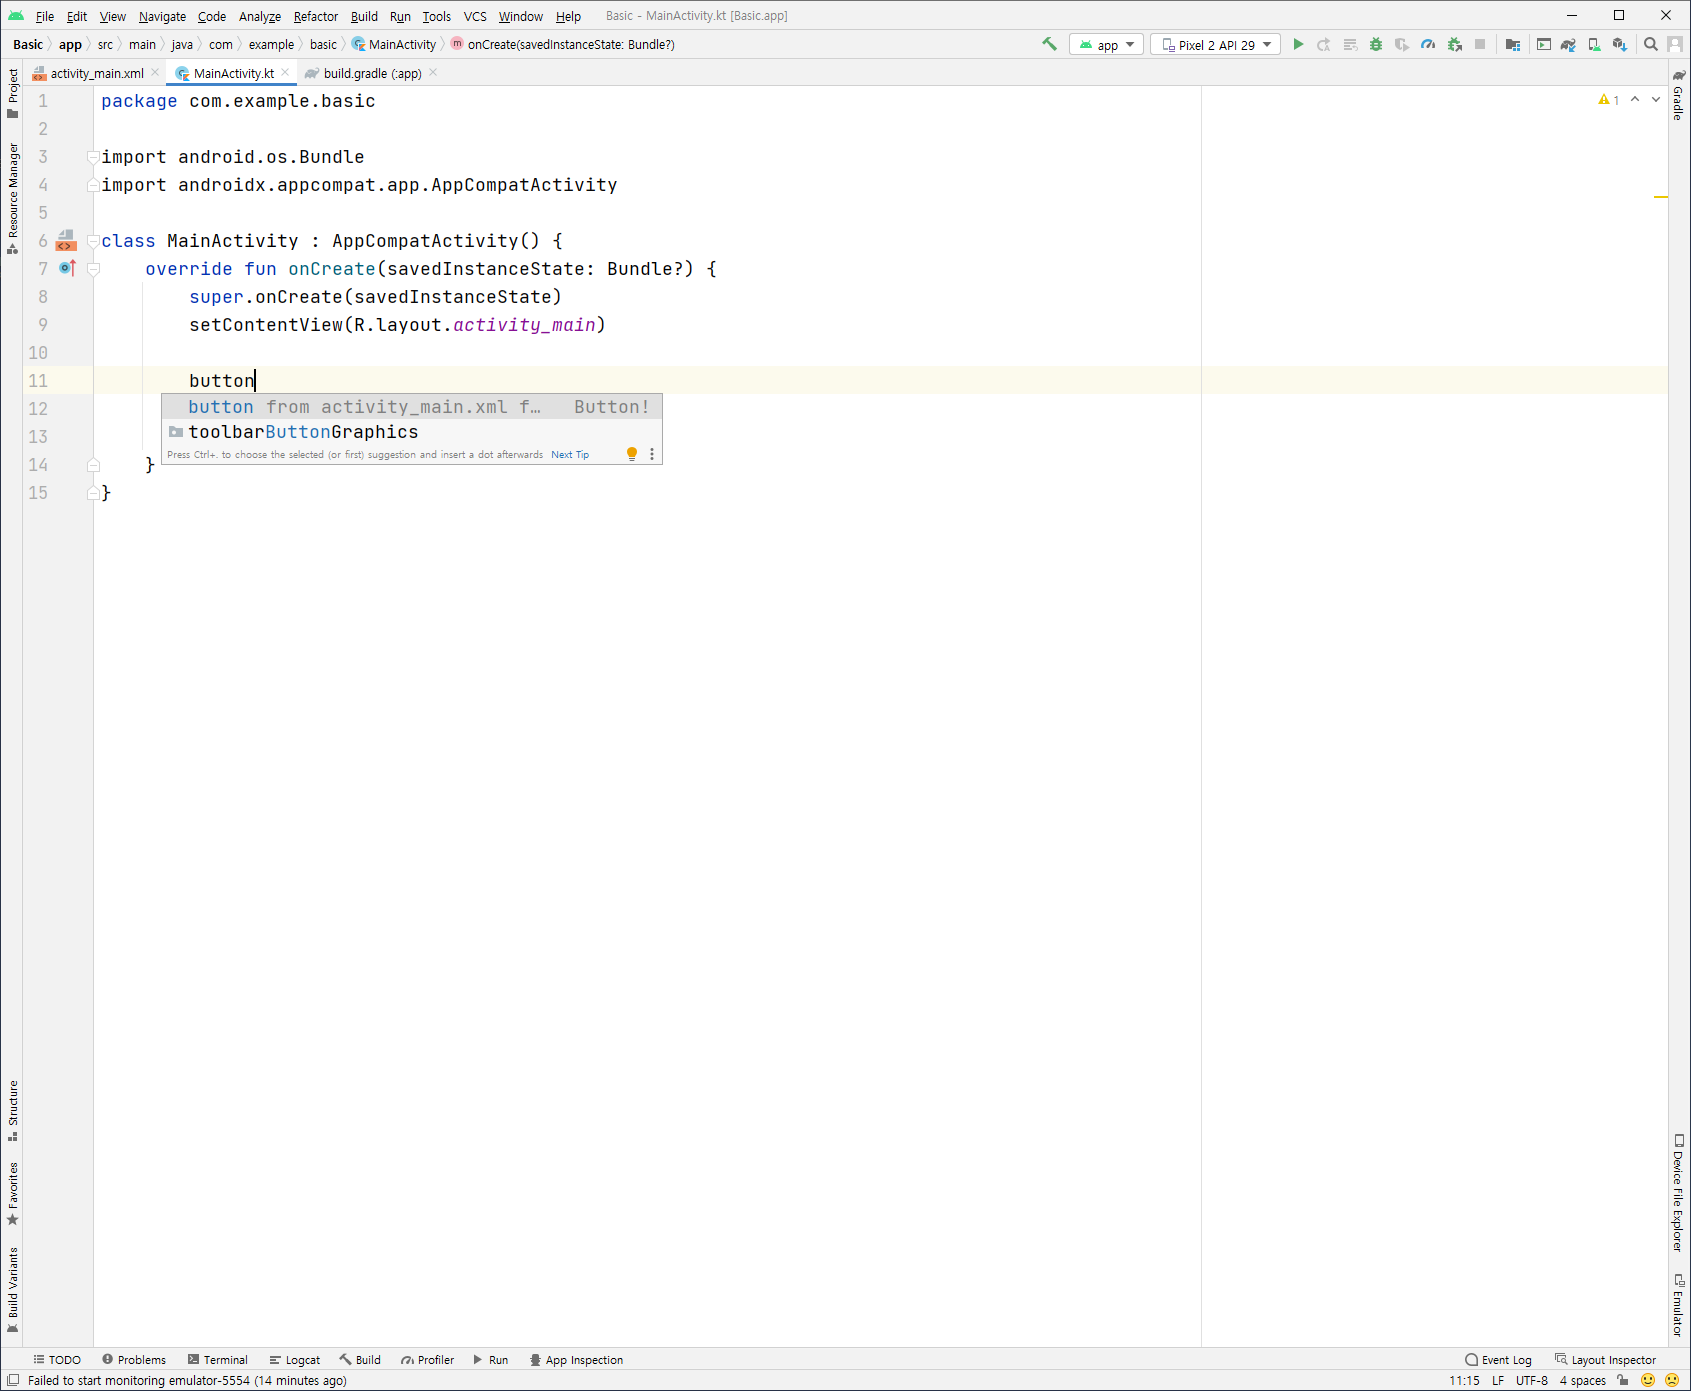 File Edit View Navigate Code Analyze Refactor Build Run Tools VCS Window Help Basic - MainActivity.kt [Basic.app]
Basic app src main java com example basic MainActivity m onCreate(savedInstanceState: Bundle?) app Pixel 2 API 29
activity_main.xml MainActivity.kt build.gradle (:app)
Project
Resource Manager
Structure
Favorites
Build Variants
1 package com.example.basic
2
3 import android.os.Bundle
4 import androidx.appcompat.app.AppCompatActivity
5
6 class MainActivity : AppCompatActivity() {
7 override fun onCreate(savedInstanceState: Bundle?) {
8 super.onCreate(savedInstanceState)
9 setContentView(R.layout.activity_main)
10
11 button
12
13
14 }
15 }
button from activity_main.xml f… Button!
toolbarButtonGraphics
Press Ctrl+. to choose the selected (or first) suggestion and insert a dot afterwards Next Tip
1
Gradle
Device File Explorer
Emulator
TODO Problems Terminal Logcat Build Profiler Run App Inspection Event Log Layout Inspector
Failed to start monitoring emulator-5554 (14 minutes ago) 11:15 LF UTF-8 4 spaces